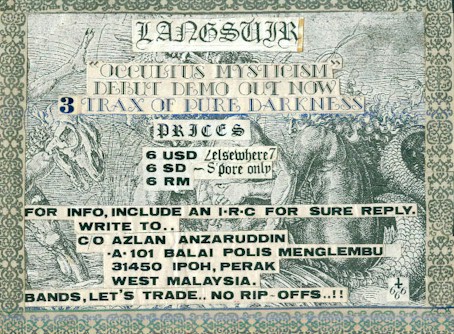 LANGSUIR
"OCCULTUS MYSTICISM"
DEBUT DEMO OUT NOW
3 TRAX OF PURE DARKNESS
PRICES
6 USD (elsewhere)
6 SD - S'pore only
6 RM
FOR INFO, INCLUDE AN I·R·C FOR SURE REPLY.
WRITE TO..
C/O AZLAN ANZARUDDIN
·A·101 BALAI POLIS MENGLEMBU
31450 IPOH, PERAK
WEST MALAYSIA.
BANDS, LET'S TRADE.. NO RIP-OFFS..!!
666